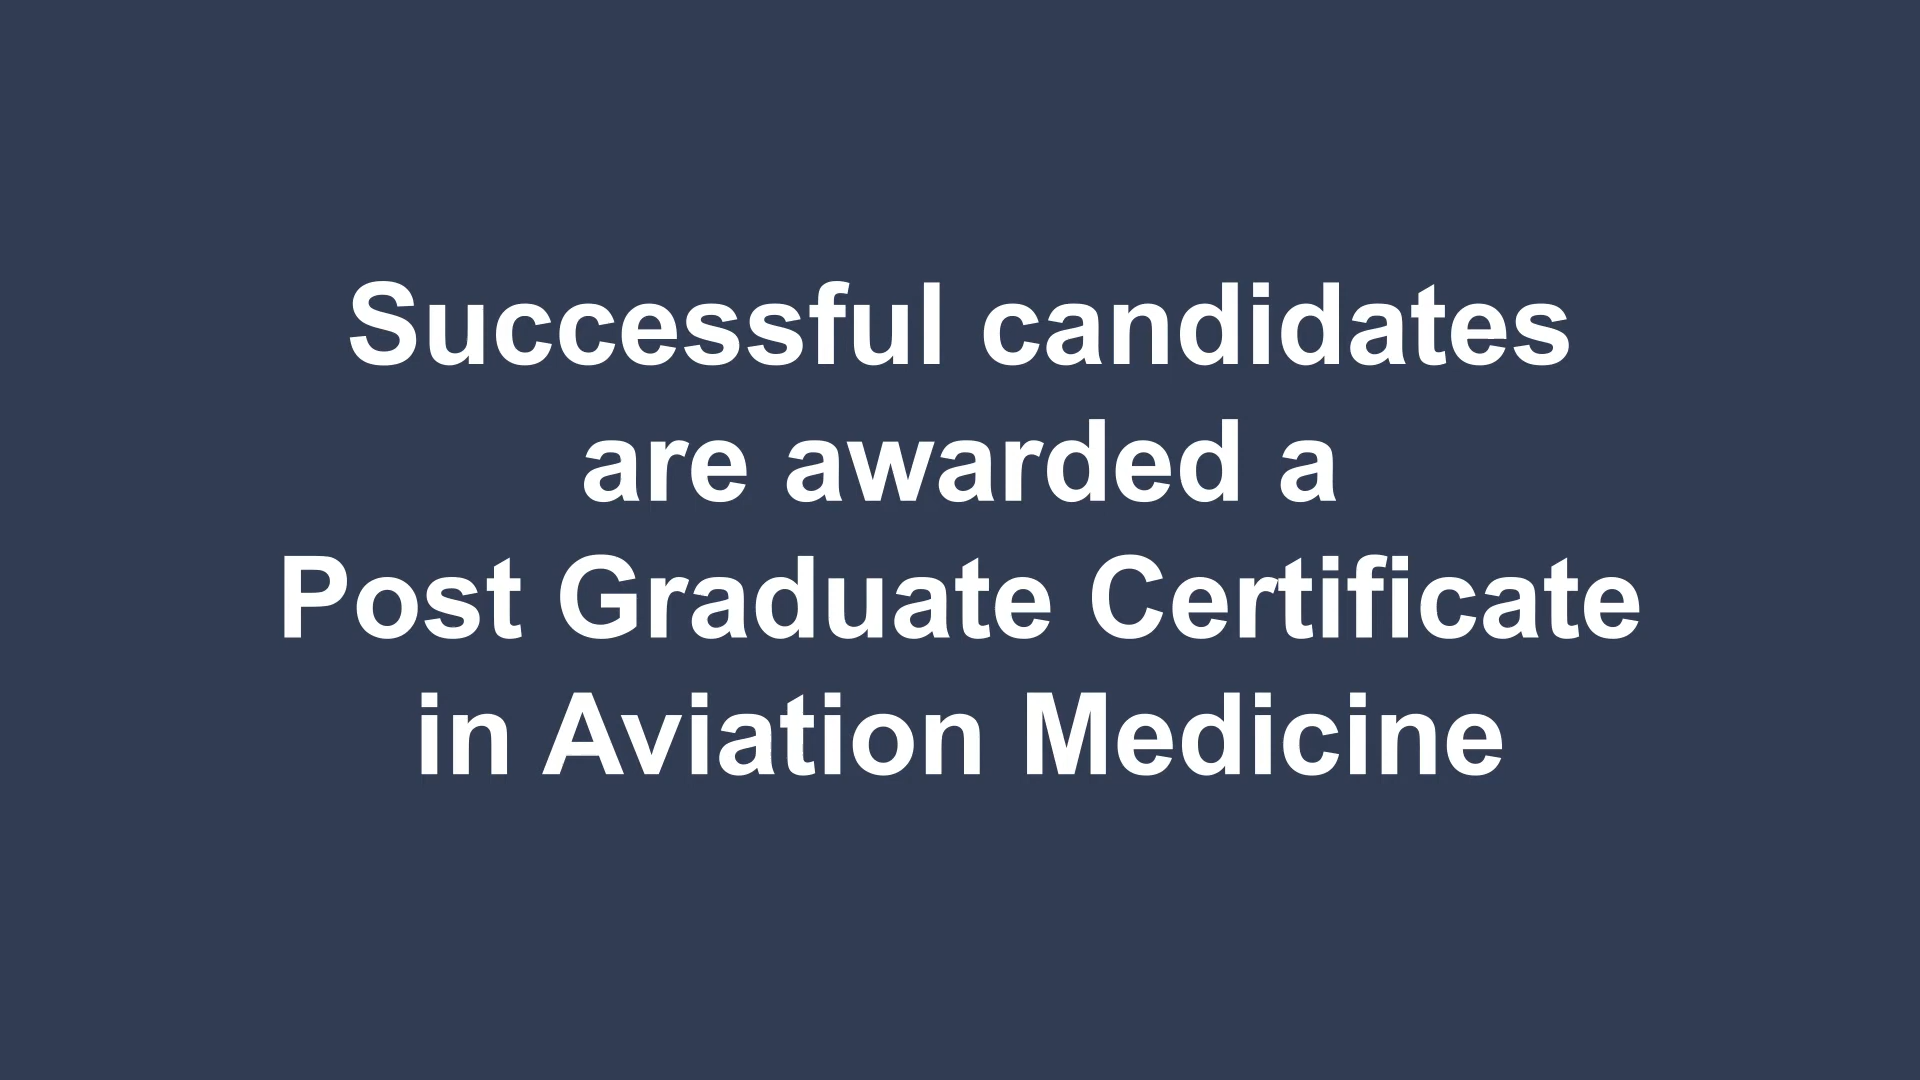 Successful candidates
are awarded a
Post Graduate Certificate
in Aviation Medicine